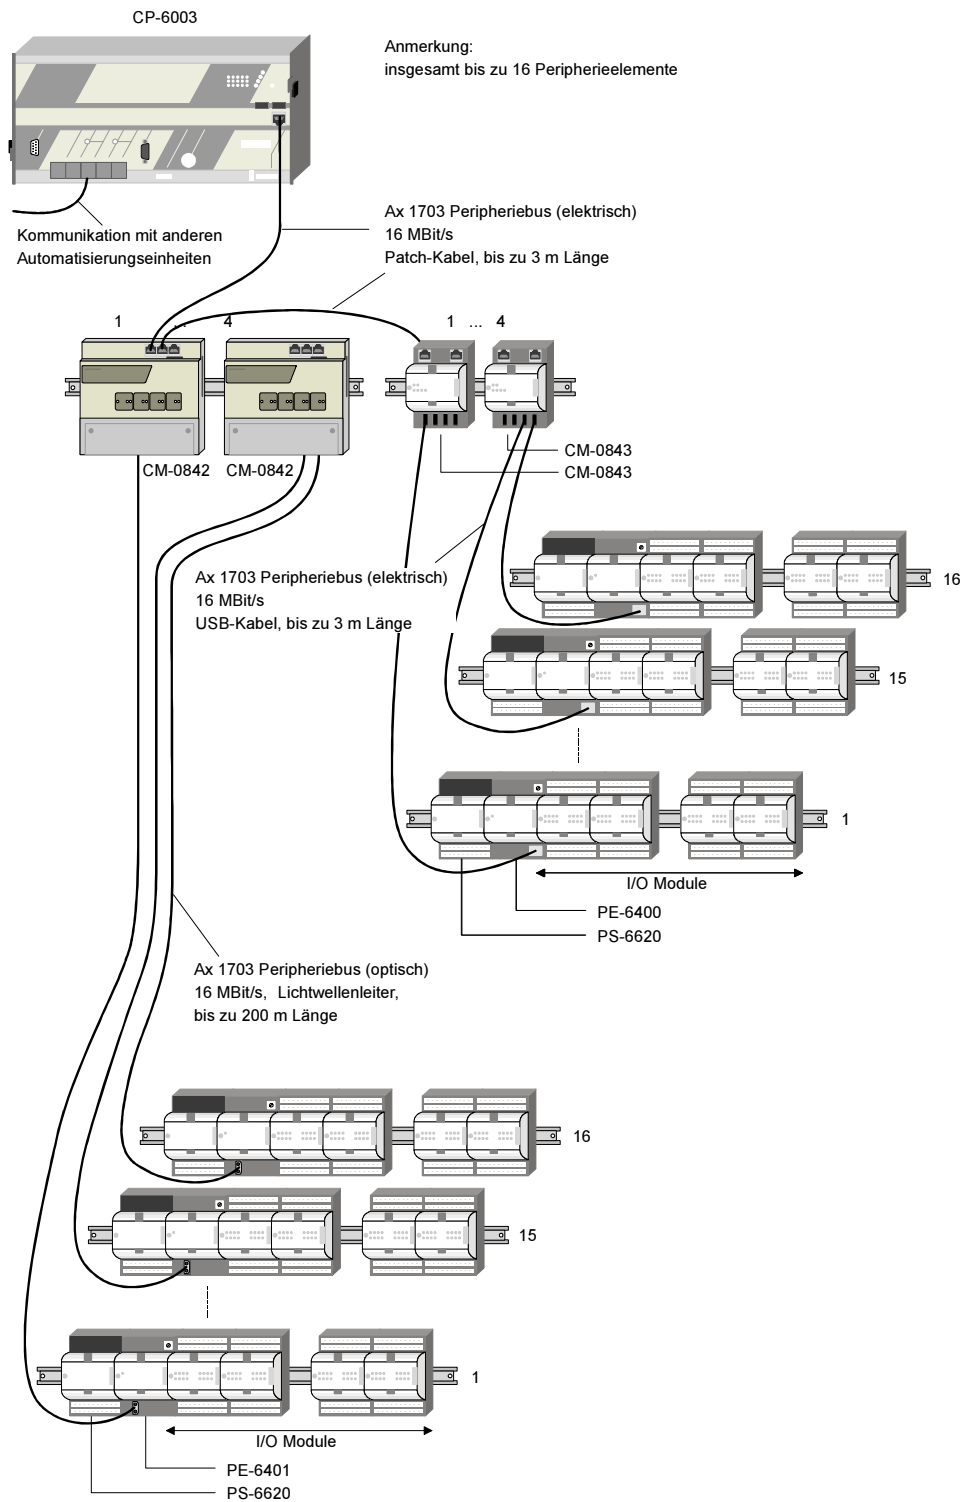 CP-6003
Anmerkung:
insgesamt bis zu 16 Peripherieelemente
Ax 1703 Peripheriebus (elektrisch)
16 MBit/s
Patch-Kabel, bis zu 3 m Länge
Kommunikation mit anderen
Automatisierungseinheiten
1 ... 4
1 ... 4
CM-0842 CM-0842
CM-0843
CM-0843
Ax 1703 Peripheriebus (elektrisch)
16 MBit/s
USB-Kabel, bis zu 3 m Länge
16
15
1
I/O Module
PE-6400
PS-6620
Ax 1703 Peripheriebus (optisch)
16 MBit/s, Lichtwellenleiter,
bis zu 200 m Länge
16
15
1
I/O Module
PE-6401
PS-6620